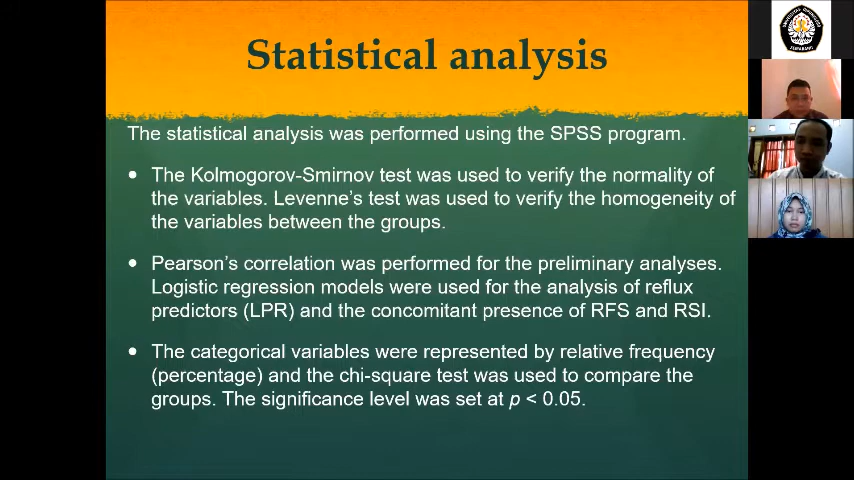 Statistical analysis
The statistical analysis was performed using the SPSS program.
• The Kolmogorov-Smirnov test was used to verify the normality of
the variables. Levenne's test was used to verify the homogeneity of
the variables between the groups.
• Pearson's correlation was performed for the preliminary analyses.
Logistic regression models were used for the analysis of reflux
predictors (LPR) and the concomitant presence of RFS and RSI.
• The categorical variables were represented by relative frequency
(percentage) and the chi-square test was used to compare the
groups. The significance level was set at p < 0.05.